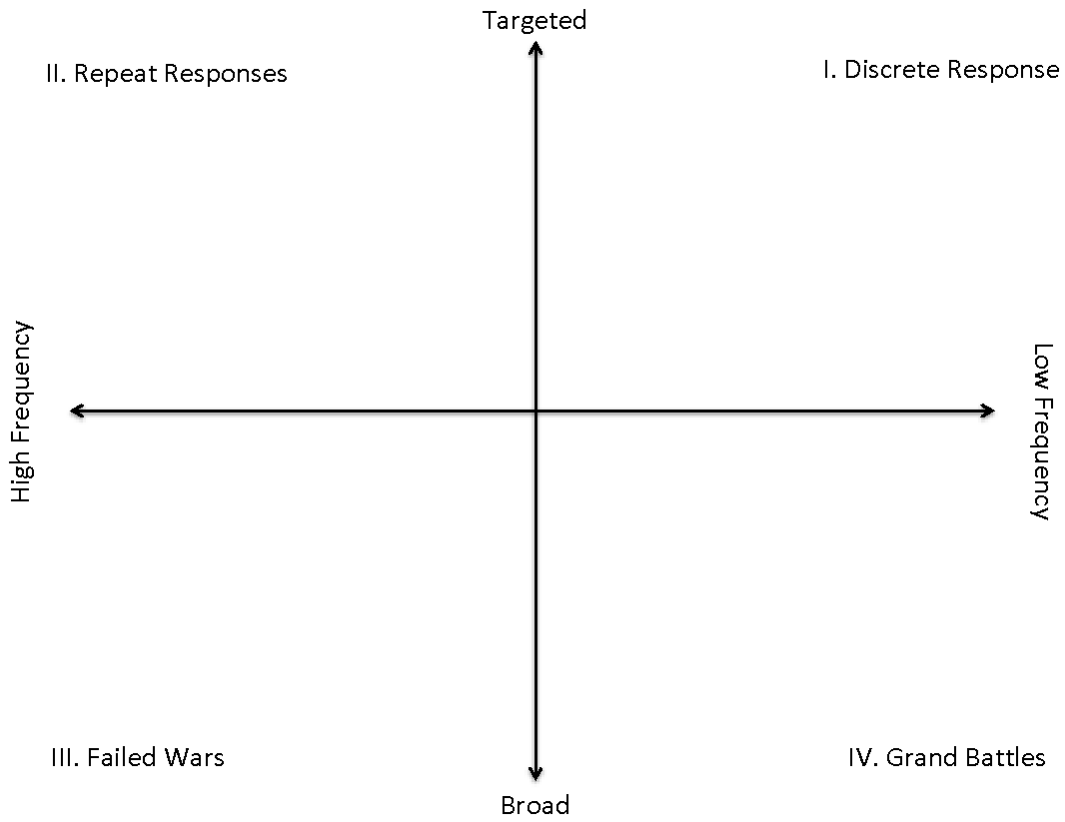 Targeted
II. Repeat Responses
I. Discrete Response
High Frequency
Low Frequency
III. Failed Wars
IV. Grand Battles
Broad